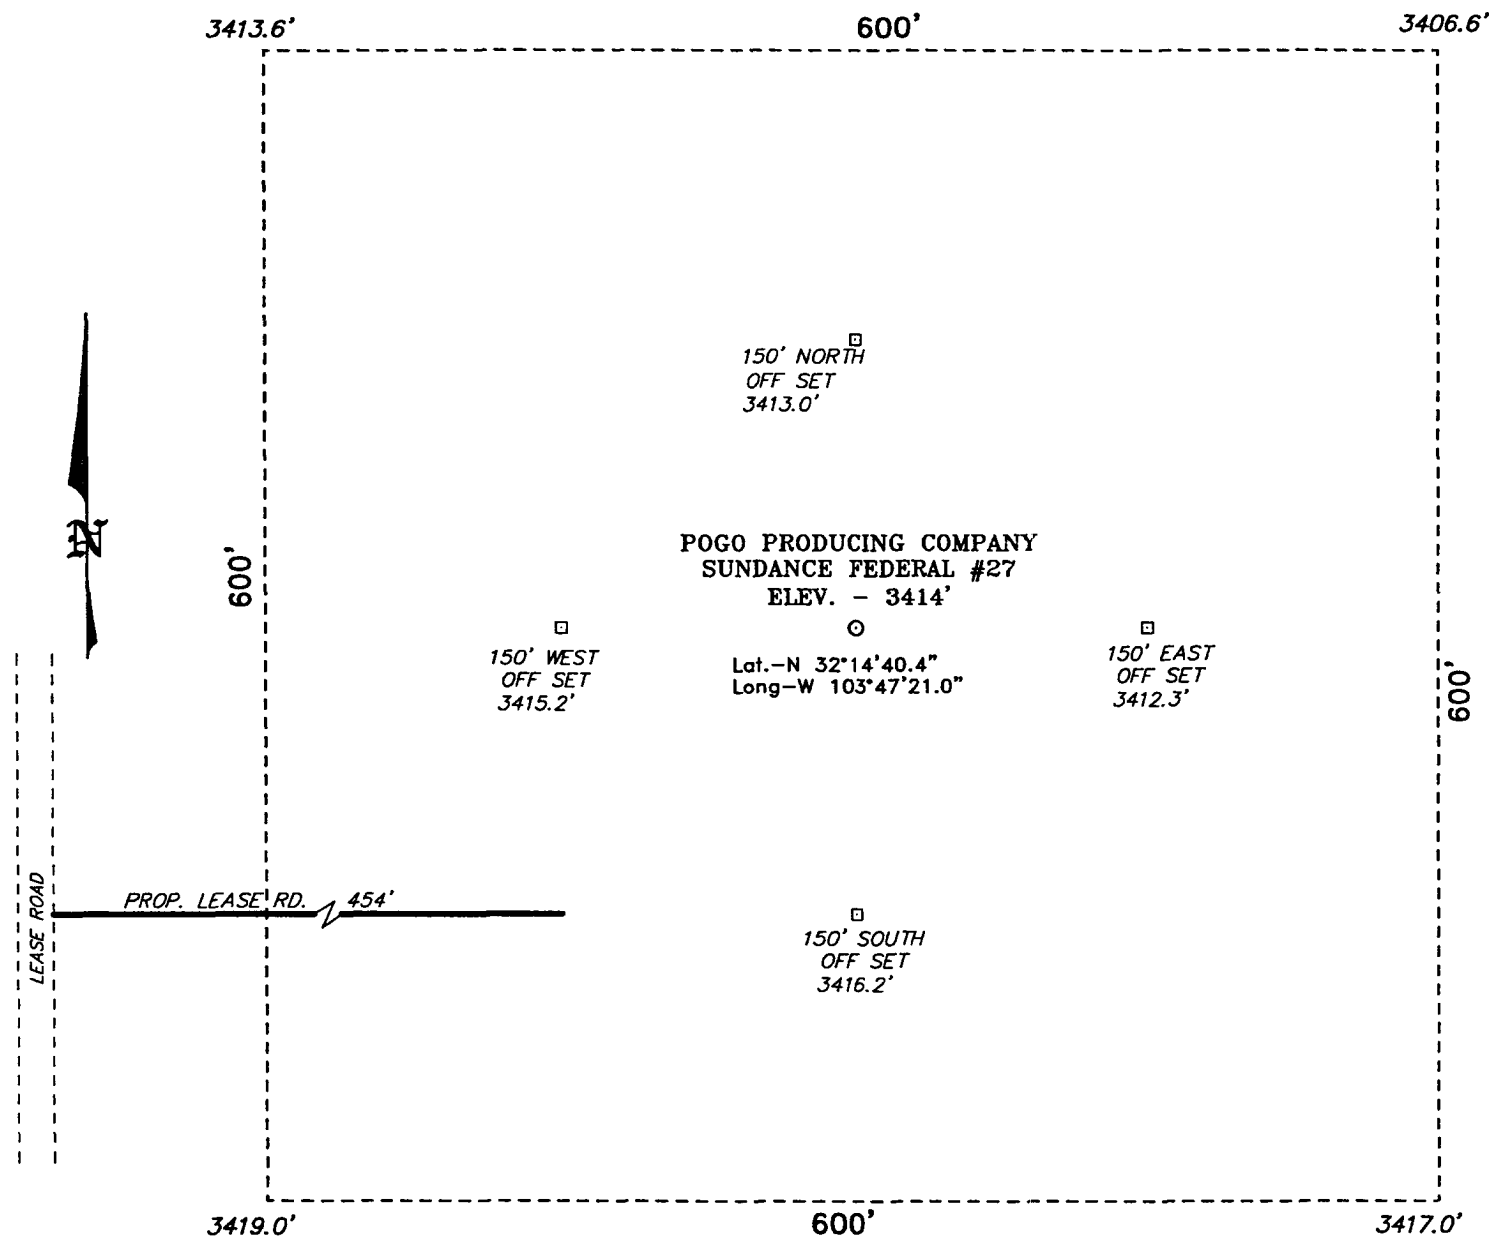 3413.6'
600'
3406.6'
150' NORTH
OFF SET
3413.0'
N
600'
POGO PRODUCING COMPANY
SUNDANCE FEDERAL #27
ELEV. - 3414'
150' WEST
OFF SET
3415.2'
Lat.-N 32°14'40.4"
Long-W 103°47'21.0"
150' EAST
OFF SET
3412.3'
600'
LEASE ROAD
PROP. LEASE RD. 454'
150' SOUTH
OFF SET
3416.2'
3419.0'
600'
3417.0'